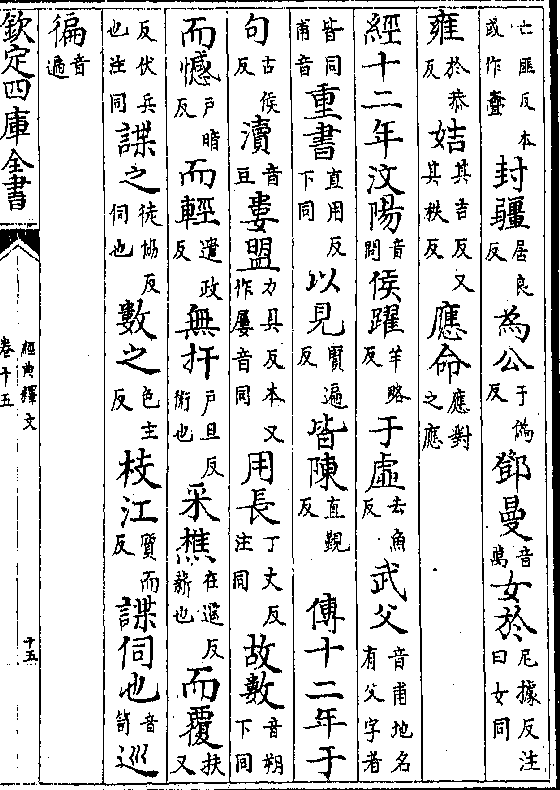 亡匪反本或作亹封疆居良反為公于偽反鄧曼音萬女於尼據反注曰女同
雍於恭反姞其吉反又其秩反應命應對之應
經十二年汶陽音問侯躍羊略反于虛去魚反武父音甫地名有父字者
皆同甫音重書直用反下同以見賢遍反皆陳直覲反傳十二年于
句古侯反瀆音豆婁盟力具反本又作屢音同用長丁丈反注同故數音朔下同
而憾戶暗反而輕遣政反無扞戶旦反衛也采樵在遥反薪也而覆扶又
反伏兵也注同諜之徒協反伺也數之色主反枝江質而反諜伺也音笥巡
徧音遍
欽定四庫全書
經典釋文
卷十五
十五